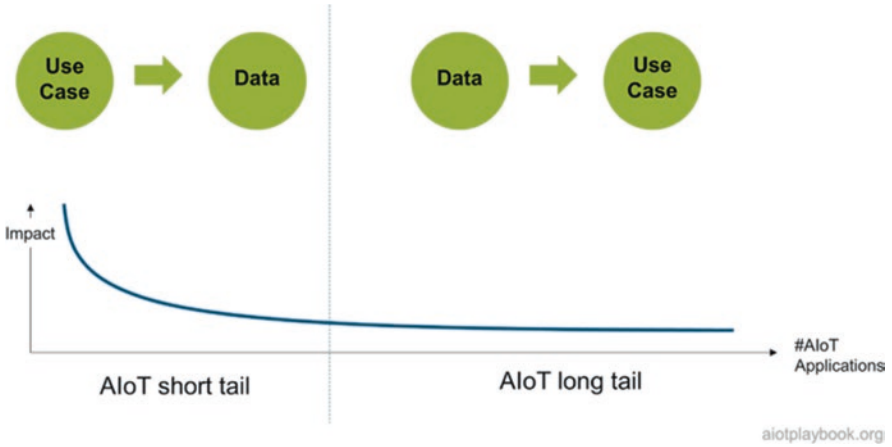 Use
Case
Data
Data
Use
Case
Impact
#AIoT
Applications
AIoT short tail
AIoT long tail
aiotplaybook.org